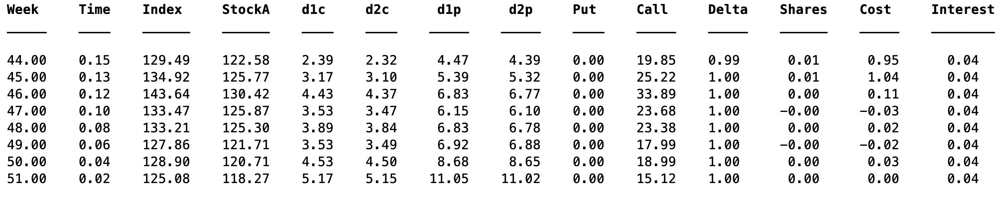 Week Time Index StockA d1c d2c d1p d2p Put Call Delta Shares Cost Interest
44.00 0.15 129.49 122.58 2.39 2.32 4.47 4.39 0.00 19.85 0.99 0.01 0.95 0.04
45.00 0.13 134.92 125.77 3.17 3.10 5.39 5.32 0.00 25.22 1.00 0.01 1.04 0.04
46.00 0.12 143.64 130.42 4.43 4.37 6.83 6.77 0.00 33.89 1.00 0.00 0.11 0.04
47.00 0.10 133.47 125.87 3.53 3.47 6.15 6.10 0.00 23.68 1.00 −0.00 −0.03 0.04
48.00 0.08 133.21 125.30 3.89 3.84 6.83 6.78 0.00 23.38 1.00 0.00 0.02 0.04
49.00 0.06 127.86 121.71 3.53 3.49 6.92 6.88 0.00 17.99 1.00 −0.00 −0.02 0.04
50.00 0.04 128.90 120.71 4.53 4.50 8.68 8.65 0.00 18.99 1.00 0.00 0.03 0.04
51.00 0.02 125.08 118.27 5.17 5.15 11.05 11.02 0.00 15.12 1.00 0.00 0.00 0.04